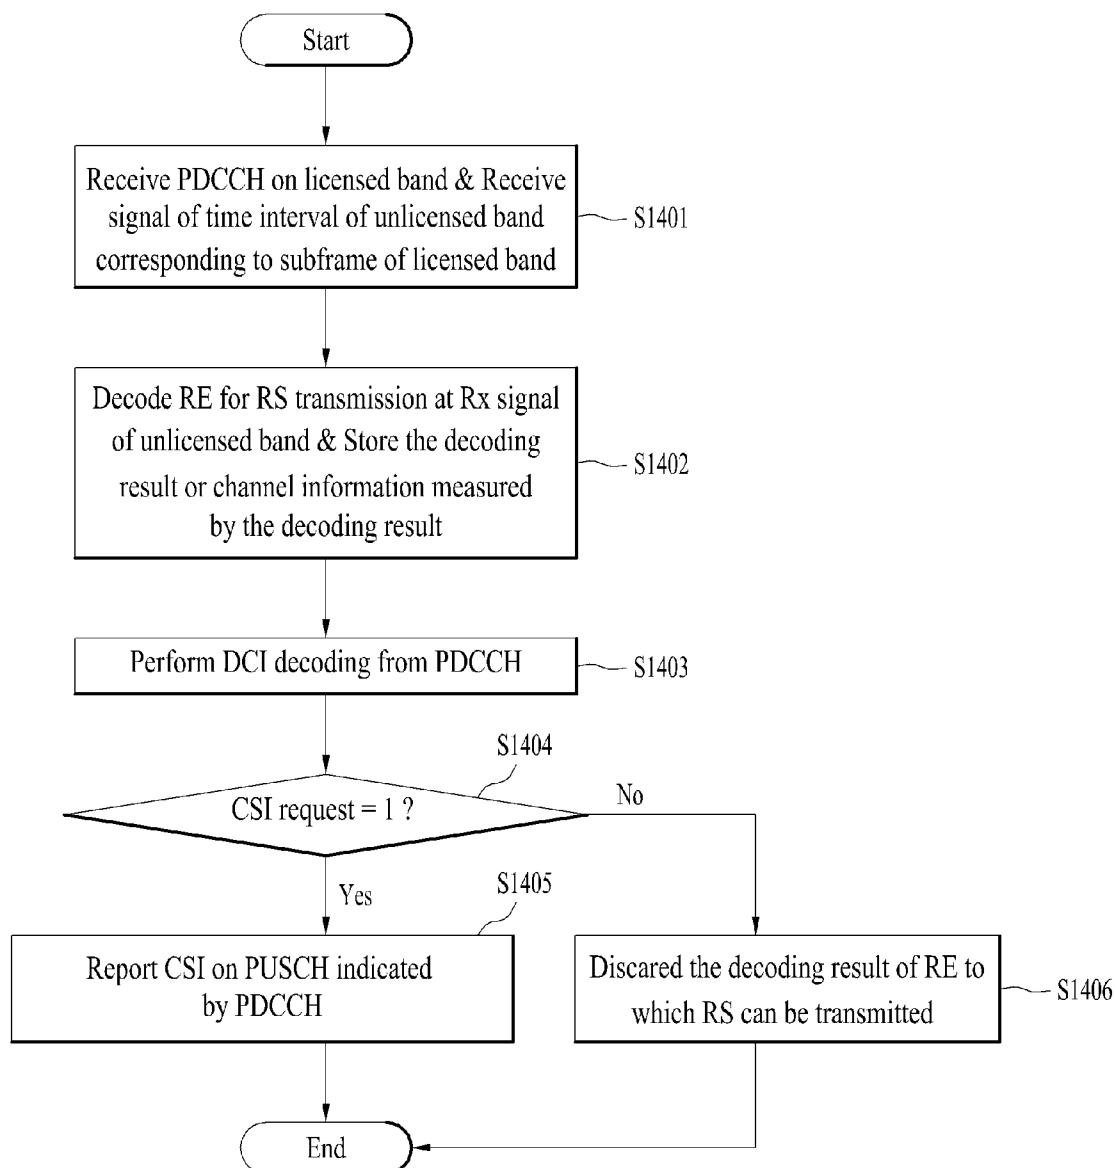 Start
Receive PDCCH on licensed band & Receive
signal of time interval of unlicensed band
corresponding to subframe of licensed band
S1401
Decode RE for RS transmission at Rx signal
of unlicensed band & Store the decoding
result or channel information measured
by the decoding result
S1402
Perform DCI decoding from PDCCH
S1403
S1404
CSI request = 1 ?
No
Yes
S1405
Report CSI on PUSCH indicated
by PDCCH
Discared the decoding result of RE to
which RS can be transmitted
S1406
End